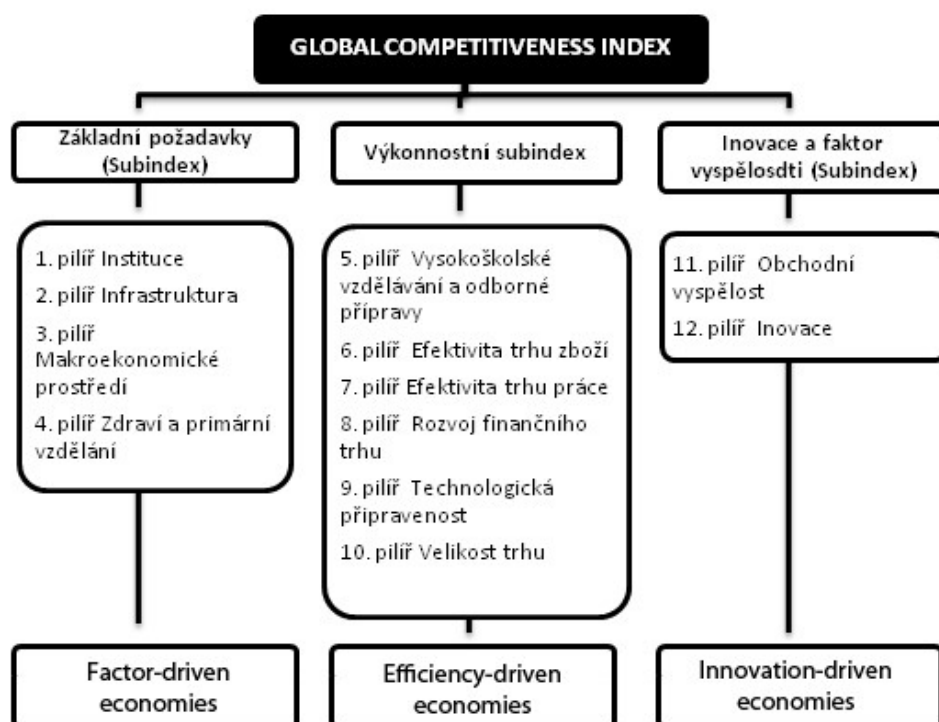 GLOBAL COMPETITIVENESS INDEX
Základní požadavky
(Subindex)
Výkonnostní subindex
Inovace a faktor
vyspělosdti (Subindex)
1. pilíř Instituce
2. pilíř Infrastruktura
3. pilíř
Makroekonomické
prostředí
4. pilíř Zdraví a primární
vzdělání
5. pilíř Vysokoškolské
vzdělávání a odborné
přípravy
6. pilíř Efektivita trhu zboží
7. pilíř Efektivita trhu práce
8. pilíř Rozvoj finančního
trhu
9. pilíř Technologická
připravenost
10. pilíř Velikost trhu
11. pilíř Obchodní
vyspělost
12. pilíř Inovace
Factor-driven
economies
Efficiency-driven
economies
Innovation-driven
economies